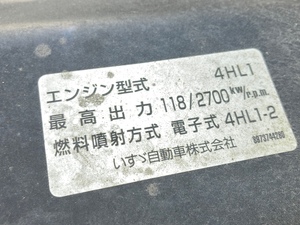 エンジン型式 4HL1
最高出力 118/2700 kW/r.p.m.
燃料噴射方式 電子式 4HL1-2
いすゞ自動車株式会社